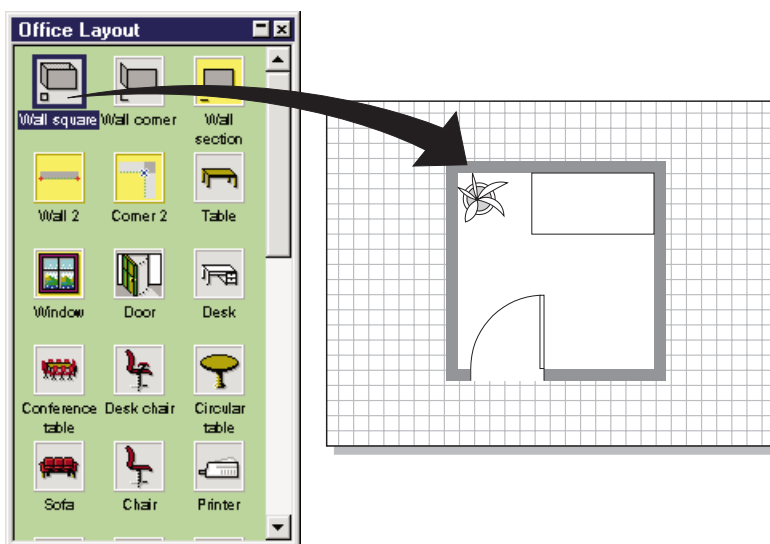 Office Layout
Wall square Wall corner Wall
section
Wall 2 Corner 2 Table
Window Door Desk
Conference Desk chair Circular
table table
Sofa Chair Printer